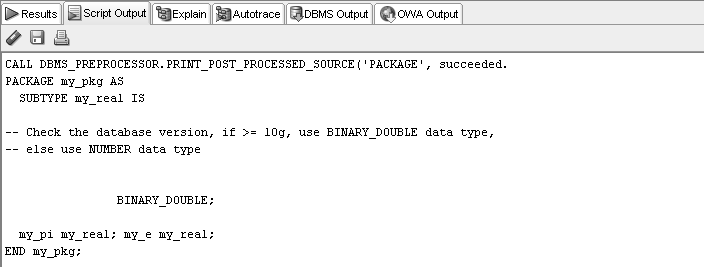 Results Script Output Explain Autotrace DBMS Output OWA Output
CALL DBMS_PREPROCESSOR.PRINT_POST_PROCESSED_SOURCE('PACKAGE', succeeded.
PACKAGE my_pkg AS
  SUBTYPE my_real IS
-- Check the database version, if >= 10g, use BINARY_DOUBLE data type,
-- else use NUMBER data type
                BINARY_DOUBLE;
  my_pi my_real; my_e my_real;
END my_pkg;